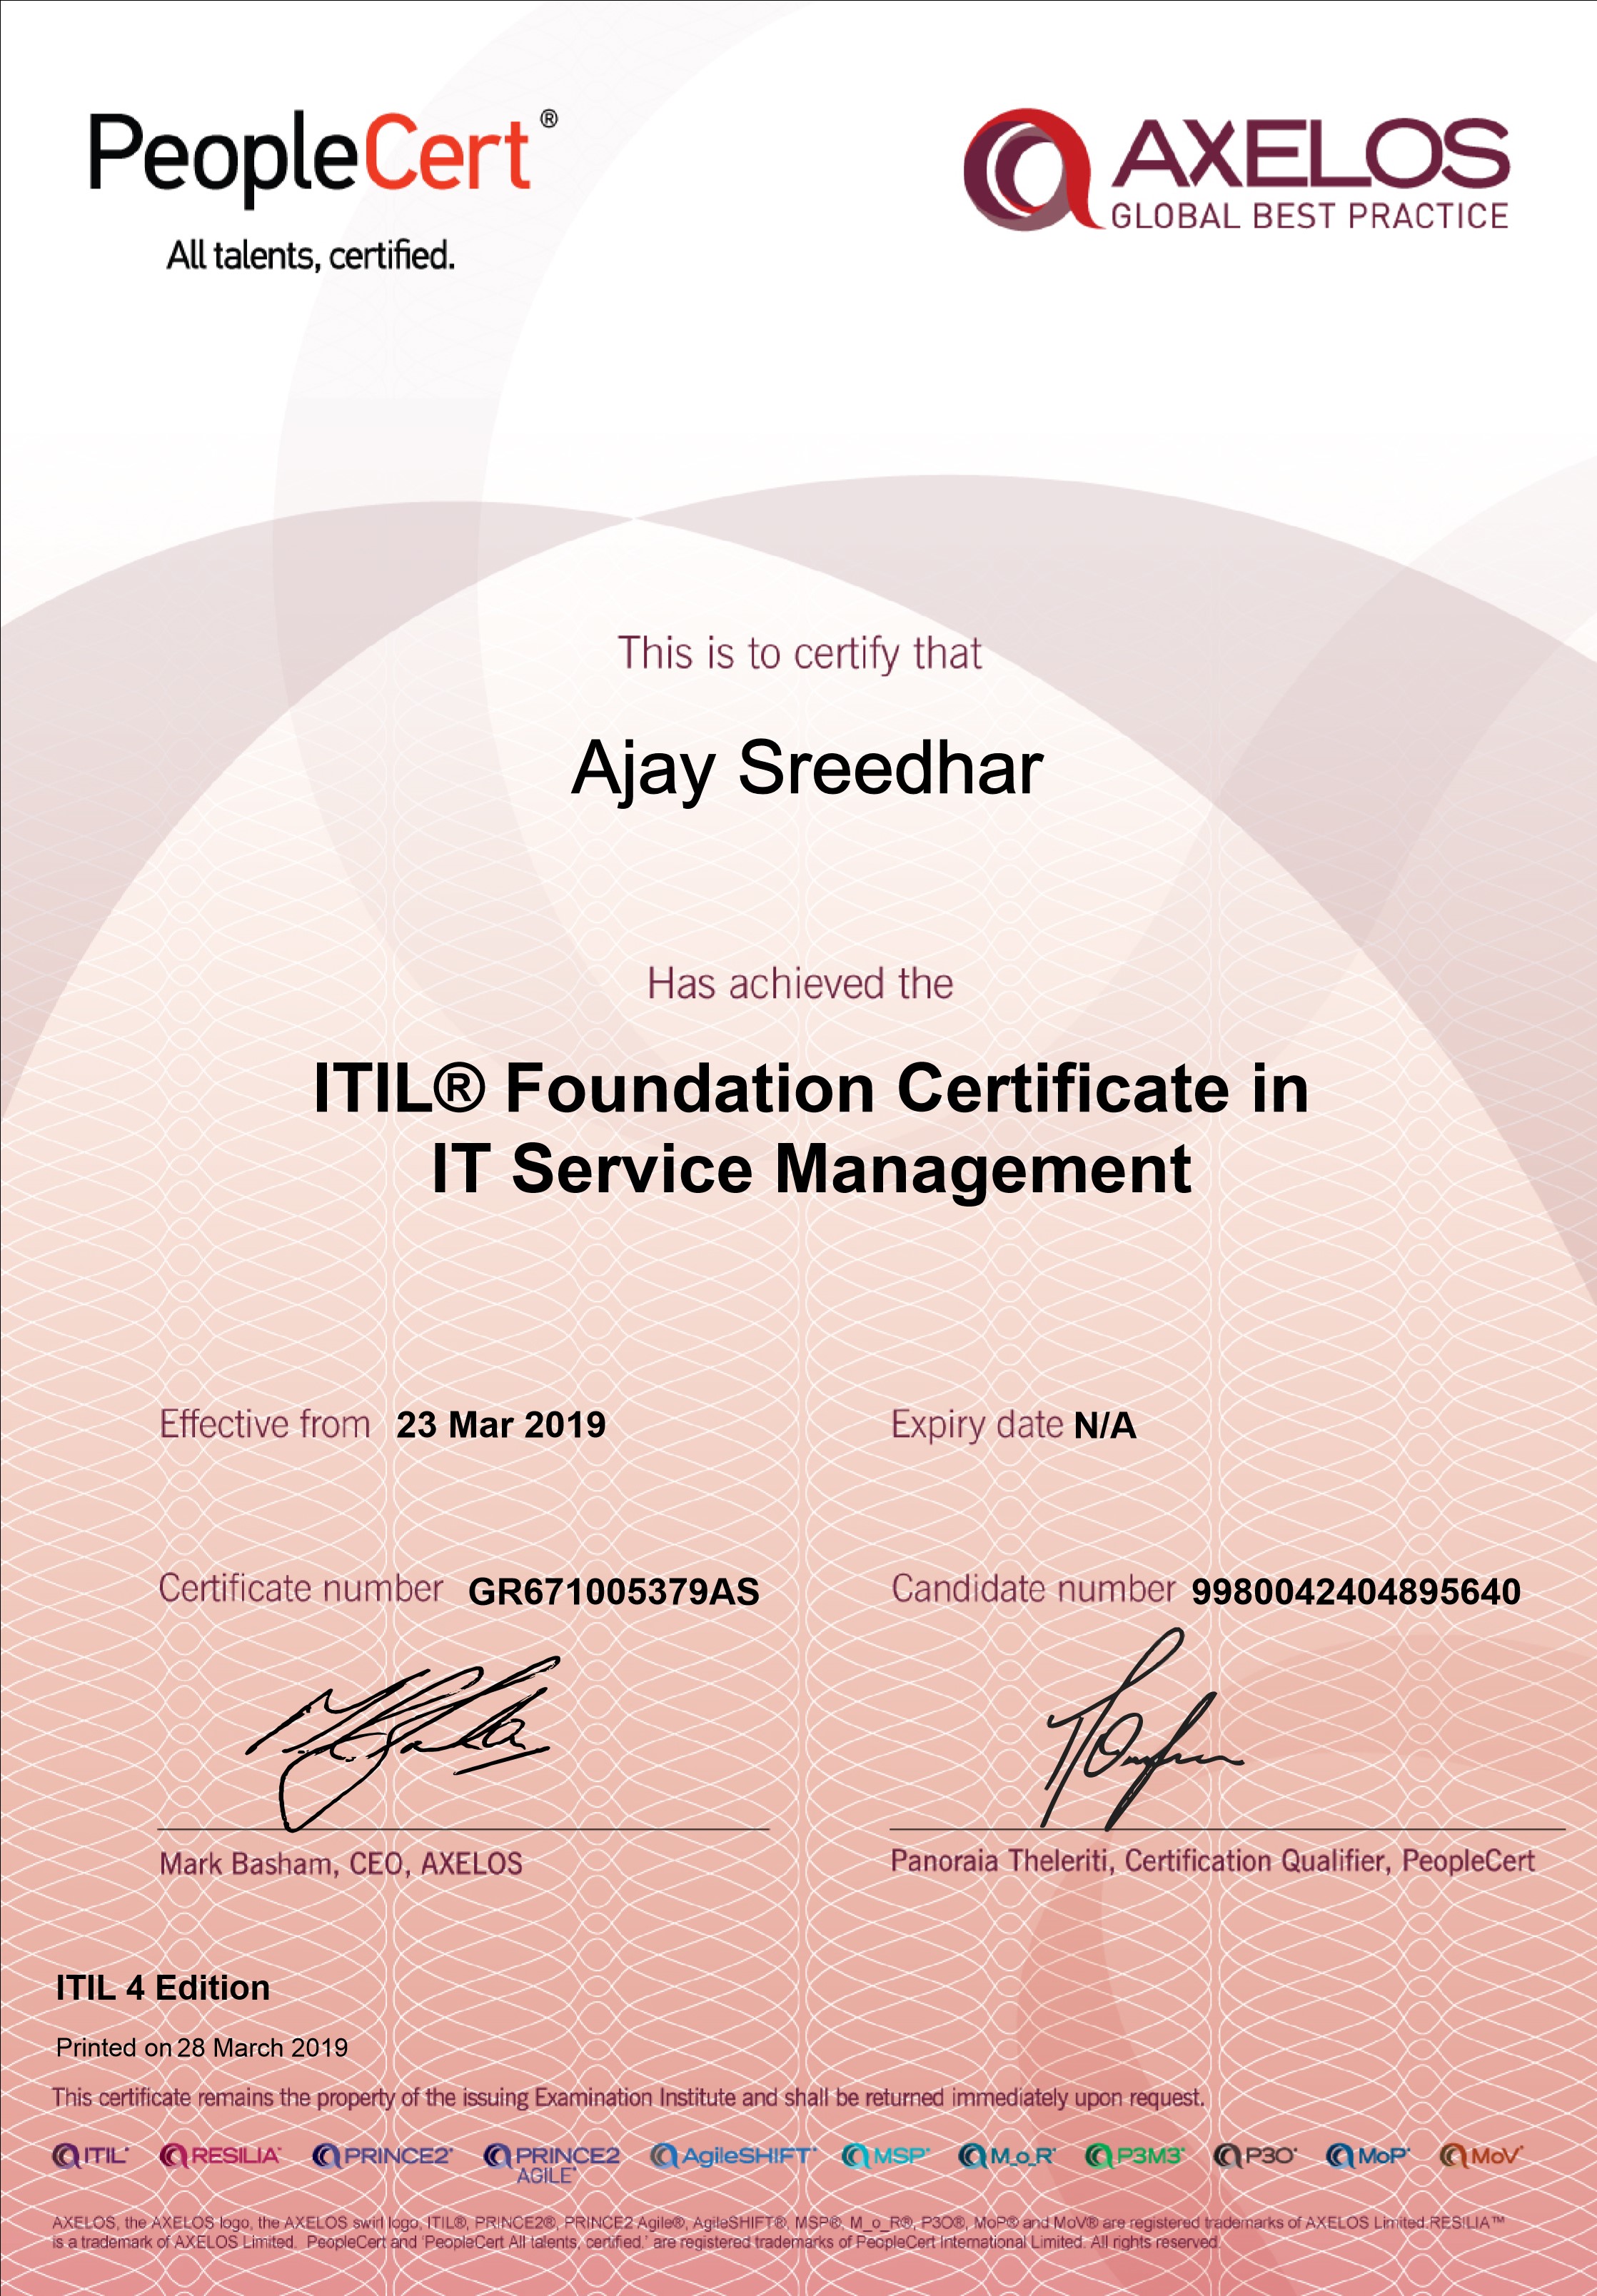 PeopleCert®
All talents, certified.
AXELOS
GLOBAL BEST PRACTICE
This is to certify that
Ajay Sreedhar
Has achieved the
ITIL® Foundation Certificate in
IT Service Management
Effective from 23 Mar 2019
Expiry date N/A
Certificate number GR671005379AS
Candidate number 9980042404895640
Mark Basham, CEO, AXELOS
Panoraia Theleriti, Certification Qualifier, PeopleCert
ITIL 4 Edition
Printed on 28 March 2019
This certificate remains the property of the issuing Examination Institute and shall be returned immediately upon request.
ITIL® RESILIA® PRINCE2® PRINCE2 AGILE® AgileSHIFT® MSP® M_o_R® P3M3® P3O® MoP® MoV®
AXELOS, the AXELOS logo, the AXELOS swirl logo, ITIL®, PRINCE2®, PRINCE2 Agile®, AgileSHIFT®, MSP®, M_o_R®, P3O®, MoP® and MoV® are registered trademarks of AXELOS Limited.RESILIA™
is a trademark of AXELOS Limited. PeopleCert and 'PeopleCert All talents, certified.' are registered trademarks of PeopleCert International Limited. All rights reserved.